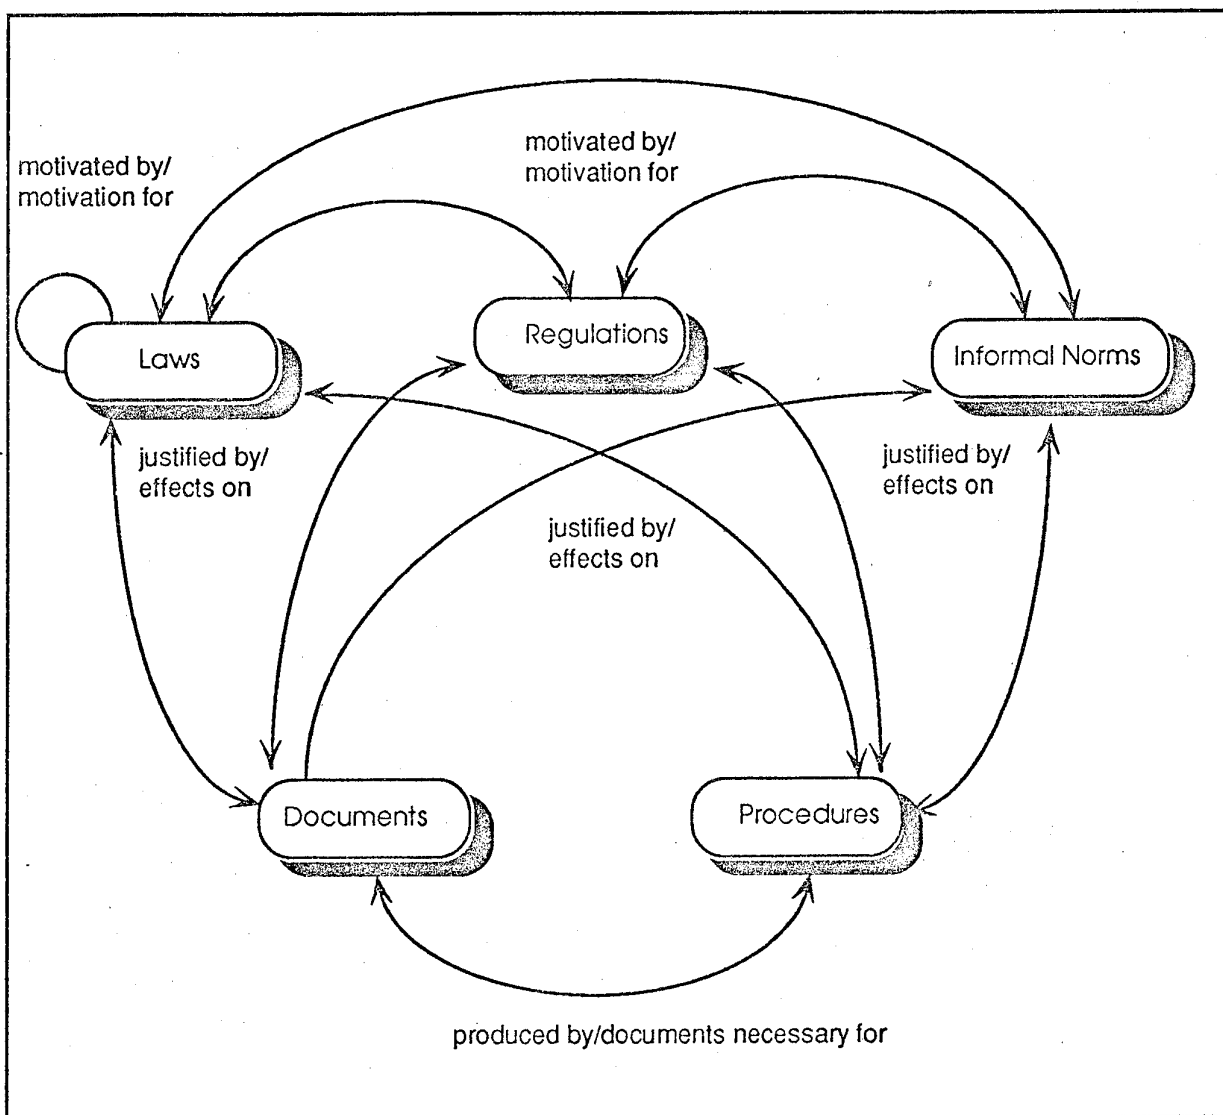 motivated by/
motivation for
motivated by/
motivation for
Laws
Regulations
Informal Norms
justified by/
effects on
justified by/
effects on
justified by/
effects on
Documents
Procedures
produced by/documents necessary for